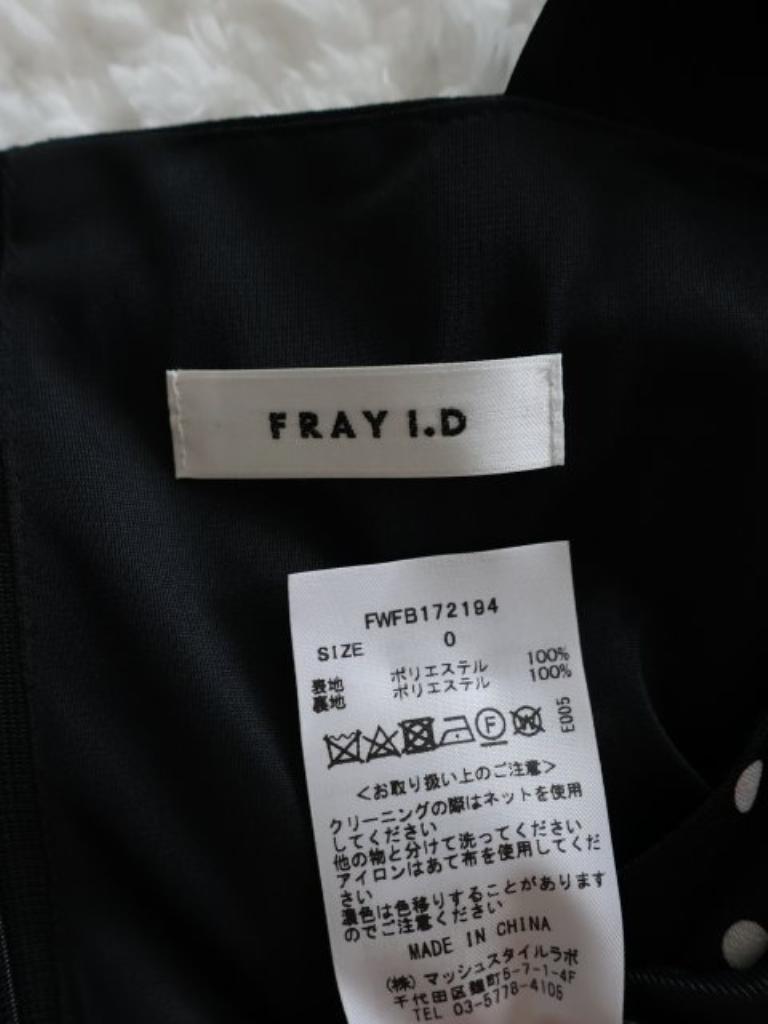 FRAY I.D
FWFB172194
SIZE 0
表地 ポリエステル 100%
裏地 ポリエステル 100%
E005
<お取り扱い上のご注意>
クリーニングの際はネットを使用
してください
他の物と分けて洗ってください
アイロンはあて布を使用してくだ
さい
濃色は色移りすることがあります
のでご注意ください
MADE IN CHINA
(株) マッシュスタイルラボ
千代田区麹町5-7-1-4F
TEL 03-5778-4105